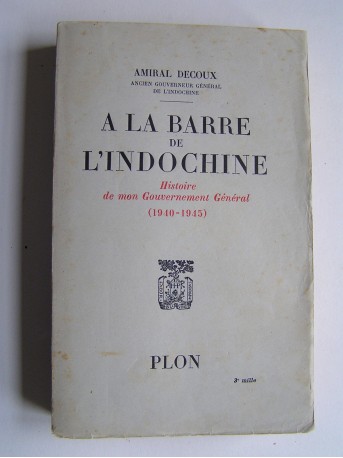 AMIRAL DECOUX
ANCIEN GOUVERNEUR GÉNÉRAL
DE L'INDOCHINE
A LA BARRE
DE
L'INDOCHINE
Histoire
de mon Gouvernement Général
(1940-1945)
PLON
3e mille